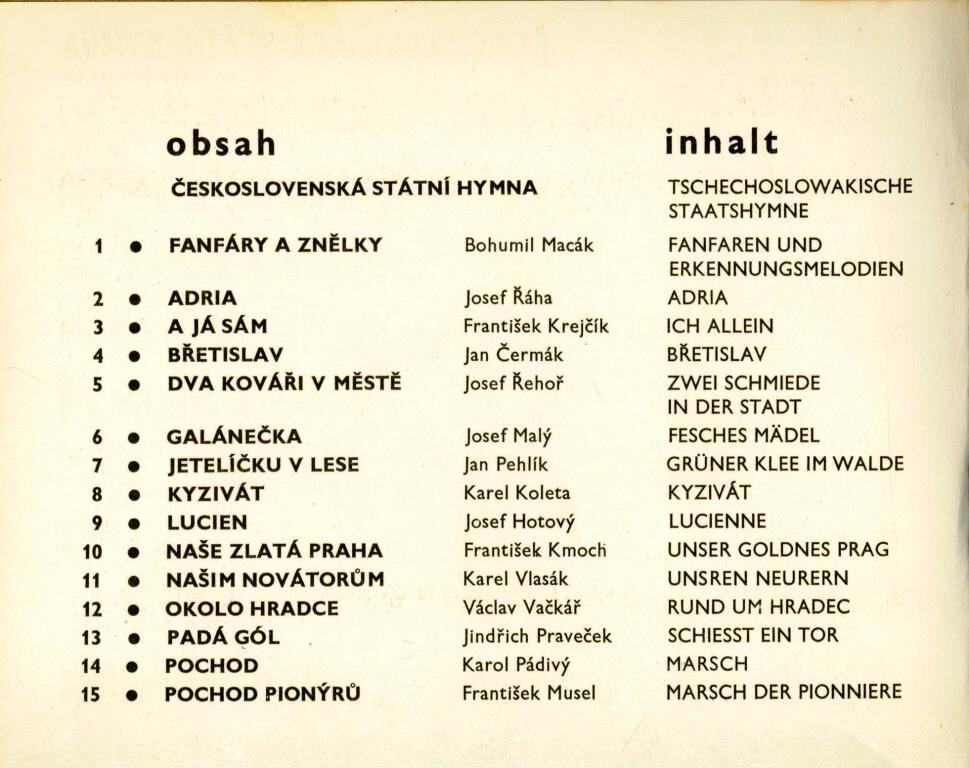 obsah inhalt
ČESKOSLOVENSKÁ STÁTNÍ HYMNA TSCHECHOSLOWAKISCHE
STAATSHYMNE
1 • FANFÁRY A ZNĚLKY Bohumil Macák FANFAREN UND
ERKENNUNGSMELODIEN
2 • ADRIA Josef Řáha ADRIA
3 • A JÁ SÁM František Krejčík ICH ALLEIN
4 • BŘETISLAV Jan Čermák BŘETISLAV
5 • DVA KOVÁŘI V MĚSTĚ Josef Řehoř ZWEI SCHMIEDE
IN DER STADT
6 • GALÁNEČKA Josef Malý FESCHES MÄDEL
7 • JETELÍČKU V LESE Jan Pehlík GRÜNER KLEE IM WALDE
8 • KYZIVÁT Karel Koleta KYZIVÁT
9 • LUCIEN Josef Hotový LUCIENNE
10 • NAŠE ZLATÁ PRAHA František Kmoch UNSER GOLDNES PRAG
11 • NAŠIM NOVÁTORŮM Karel Vlasák UNSREN NEURERN
12 • OKOLO HRADCE Václav Vačkář RUND UM HRADEC
13 • PADÁ GÓL Jindřich Praveček SCHIESST EIN TOR
14 • POCHOD Karol Pádivý MARSCH
15 • POCHOD PIONÝRŮ František Musel MARSCH DER PIONNIERE